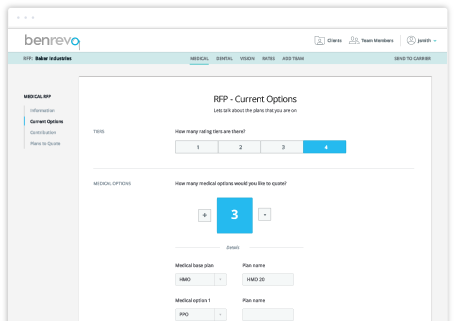 benrevo
Clients
Team Members
jsmith
RFP: Baker Industries
MEDICAL DENTAL VISION RATES ADD TEAM
SEND TO CARRIER
MEDICAL RFP
Information
Current Options
Contribution
Plans to Quote
RFP - Current Options
Lets talk about the plans that you are on
TIERS
How many rating tiers are there?
1 2 3 4
MEDICAL OPTIONS
How many medical options would you like to quote?
+ 3 -
Details
Medical base plan Plan name
HMO HMO 20
Medical option 1 Plan name
PPO